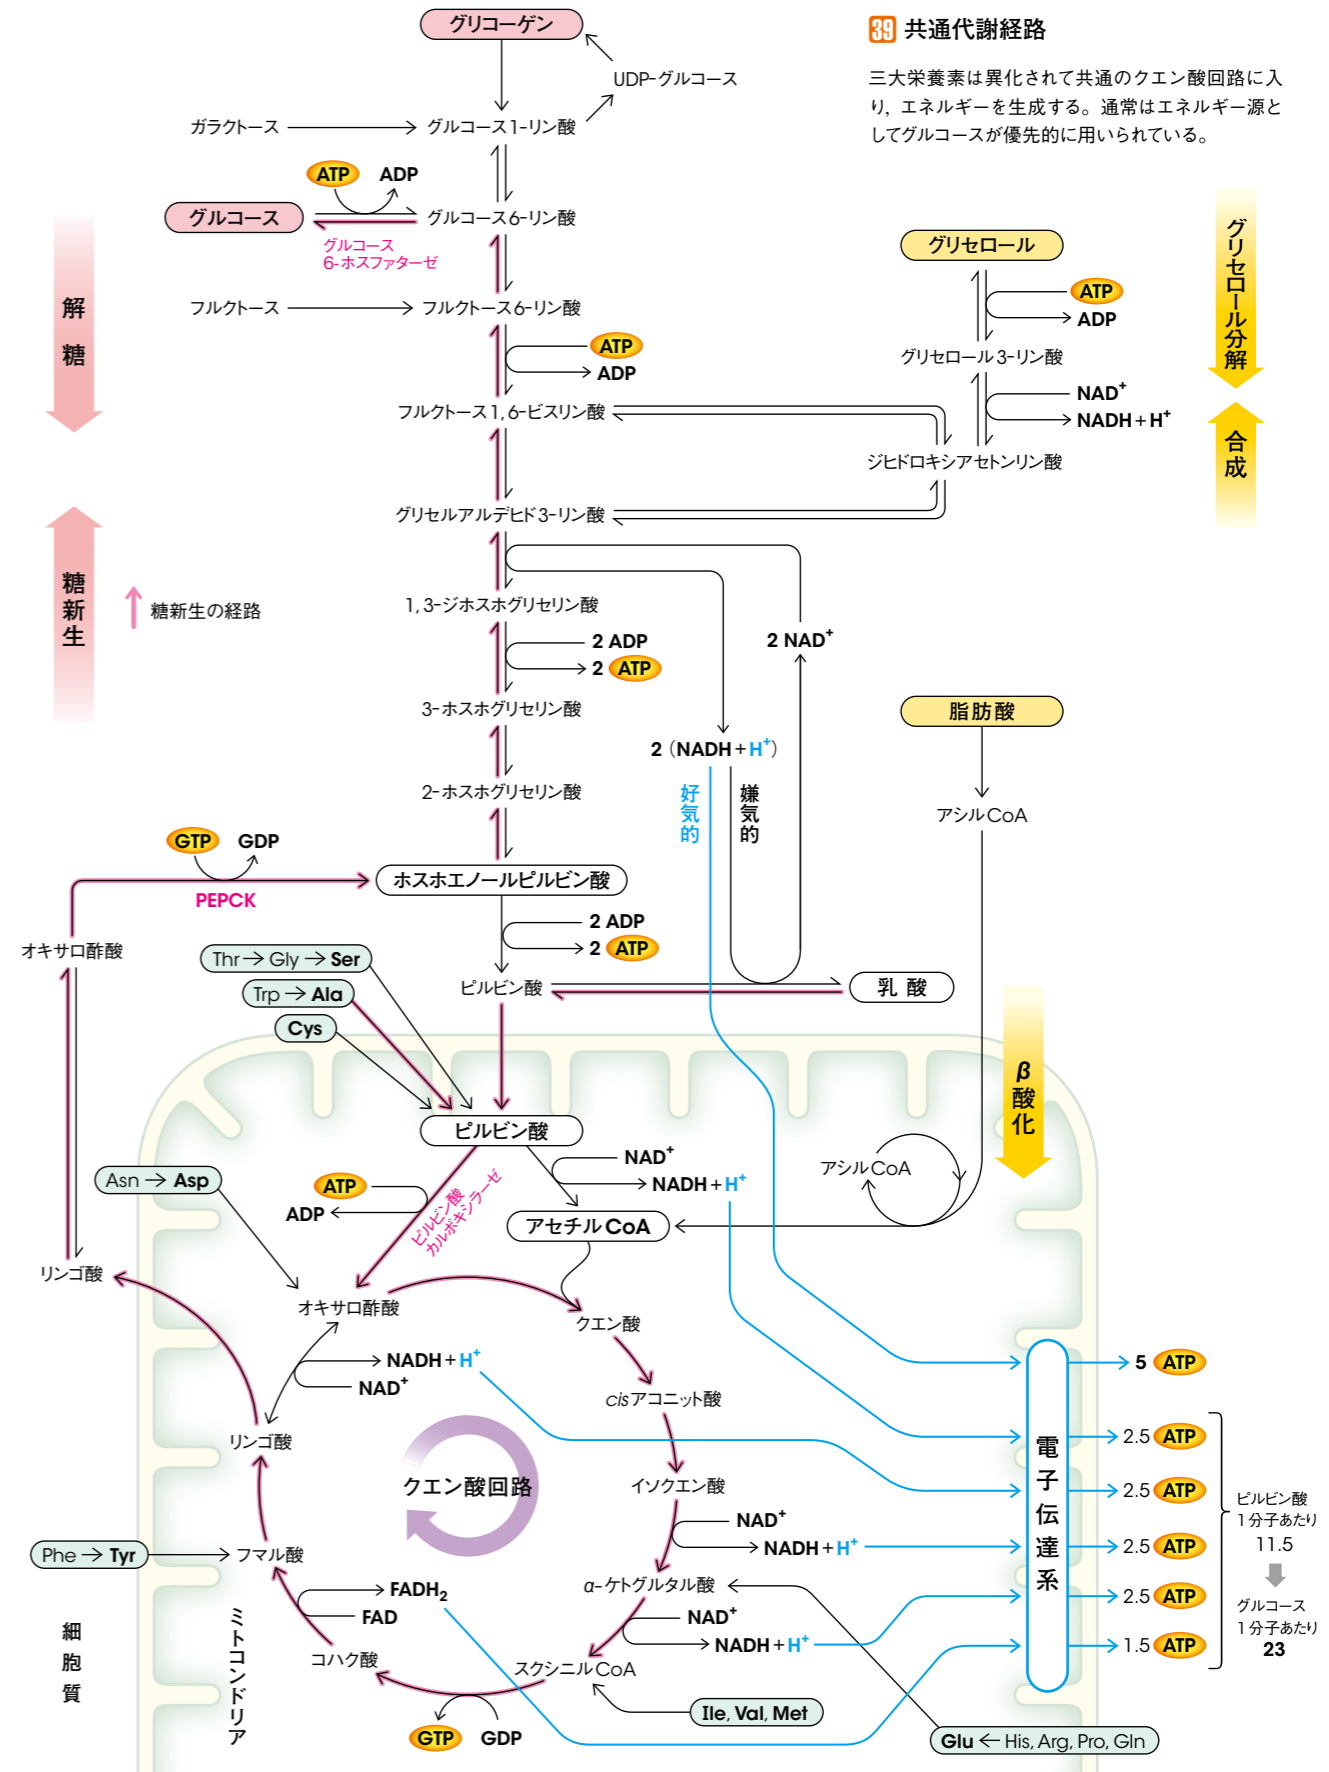 39 共通代謝経路
三大栄養素は異化されて共通のクエン酸回路に入
り，エネルギーを生成する。通常はエネルギー源と
してグルコースが優先的に用いられている。
グリコーゲン
UDP-グルコース
ガラクトース
グルコース1-リン酸
ATP
ADP
グルコース
グルコース6-リン酸
グルコース
6-ホスファターゼ
フルクトース
フルクトース6-リン酸
ATP
ADP
フルクトース1,6-ビスリン酸
グリセルアルデヒド3-リン酸
解糖
糖新生
糖新生の経路
グリセロール
ATP
ADP
グリセロール3-リン酸
NAD+
NADH+H+
ジヒドロキシアセトンリン酸
グリセロール分解
合成
1,3-ジホスホグリセリン酸
2 ADP
2 ATP
2 NAD+
3-ホスホグリセリン酸
2（NADH+H+）
好気的
嫌気的
2-ホスホグリセリン酸
脂肪酸
アシルCoA
GTP
GDP
PEPCK
ホスホエノールピルビン酸
2 ADP
2 ATP
オキサロ酢酸
Thr→Gly→Ser
Trp→Ala
Cys
ピルビン酸
乳酸
β酸化
ピルビン酸
NAD+
NADH+H+
アシルCoA
Asn→Asp
ATP
ADP
ピルビン酸
カルボキシラーゼ
アセチルCoA
リンゴ酸
オキサロ酢酸
クエン酸
NADH+H+
NAD+
cisアコニット酸
リンゴ酸
クエン酸回路
イソクエン酸
NAD+
NADH+H+
Phe→Tyr
フマル酸
α-ケトグルタル酸
FADH2
FAD
NAD+
NADH+H+
コハク酸
スクシニルCoA
GTP
GDP
Ile, Val, Met
Glu←His, Arg, Pro, Gln
細胞質
ミトコンドリア
電子伝達系
5 ATP
2.5 ATP
2.5 ATP
2.5 ATP
2.5 ATP
1.5 ATP
ピルビン酸
1分子あたり
11.5
グルコース
1分子あたり
23